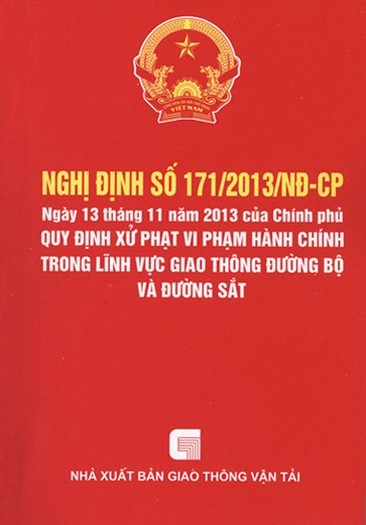 VIỆT NAM
NGHỊ ĐỊNH SỐ 171/2013/NĐ-CP
Ngày 13 tháng 11 năm 2013 của Chính phủ
QUY ĐỊNH XỬ PHẠT VI PHẠM HÀNH CHÍNH
TRONG LĨNH VỰC GIAO THÔNG ĐƯỜNG BỘ
VÀ ĐƯỜNG SẮT
NHÀ XUẤT BẢN GIAO THÔNG VẬN TẢI